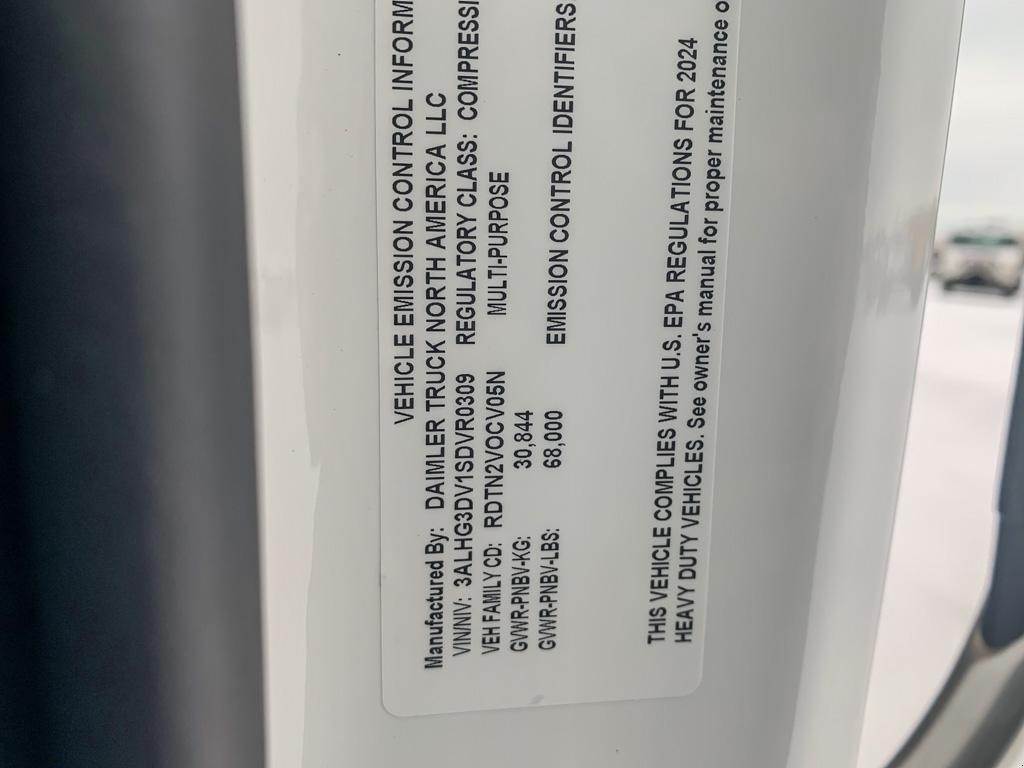 VEHICLE EMISSION CONTROL INFORM
Manufactured By: DAIMLER TRUCK NORTH AMERICA LLC
VIN/NIV: 3ALHG3DV1SDVR0309 REGULATORY CLASS: COMPRESSI
VEH FAMILY CD: RDTN2VOCV05N MULTI-PURPOSE
GVWR-PNBV-KG: 30,844
GVWR-PNBV-LBS: 68,000 EMISSION CONTROL IDENTIFIERS
THIS VEHICLE COMPLIES WITH U.S. EPA REGULATIONS FOR 2024
HEAVY DUTY VEHICLES. See owner's manual for proper maintenance o